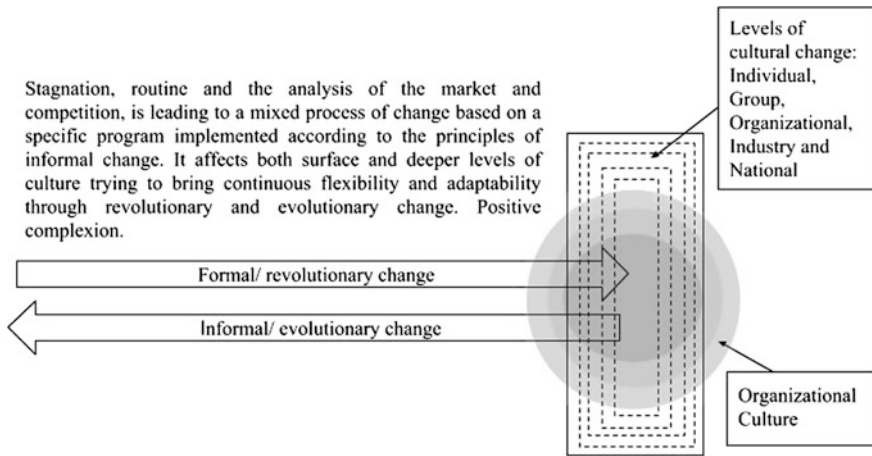 Levels of
cultural change:
Individual,
Group,
Organizational,
Industry and
National
Stagnation, routine and the analysis of the market and
competition, is leading to a mixed process of change based on a
specific program implemented according to the principles of
informal change. It affects both surface and deeper levels of
culture trying to bring continuous flexibility and adaptability
through revolutionary and evolutionary change. Positive
complexion.
Formal/ revolutionary change
Informal/ evolutionary change
Organizational
Culture